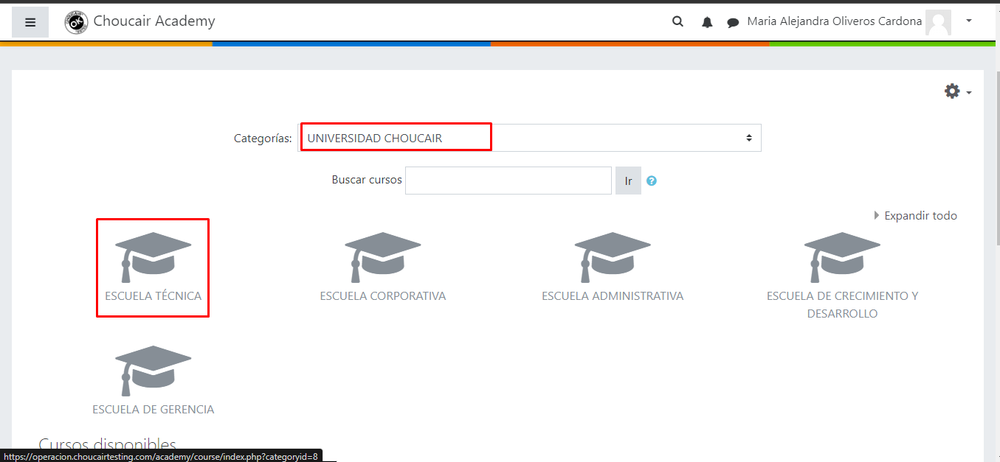 Choucair Academy
Maria Alejandra Oliveros Cardona
Categorías:
UNIVERSIDAD CHOUCAIR
Buscar cursos
Ir
Expandir todo
ESCUELA TÉCNICA
ESCUELA CORPORATIVA
ESCUELA ADMINISTRATIVA
ESCUELA DE CRECIMIENTO Y
DESARROLLO
ESCUELA DE GERENCIA
Cursos disponibles
https://operacion.choucairtesting.com/academy/course/index.php?categoryid=8